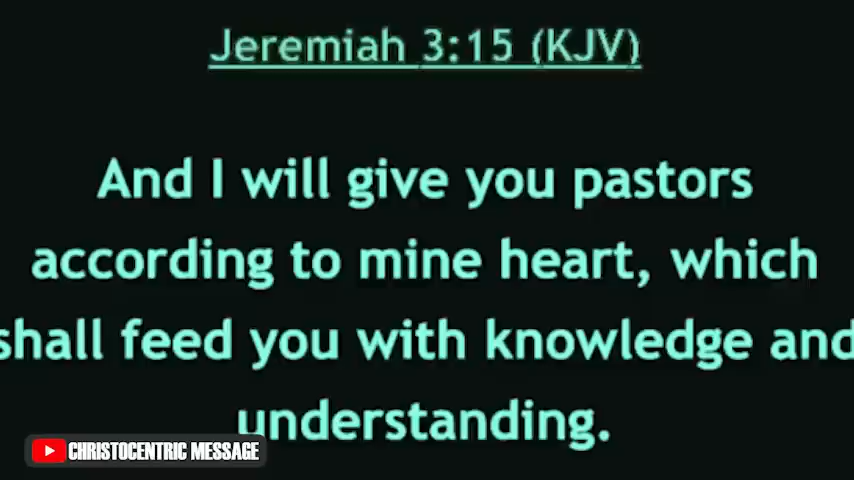 Jeremiah 3:15 (KJV)
And I will give you pastors
according to mine heart, which
shall feed you with knowledge and
understanding.
CHRISTOCENTRIC MESSAGE